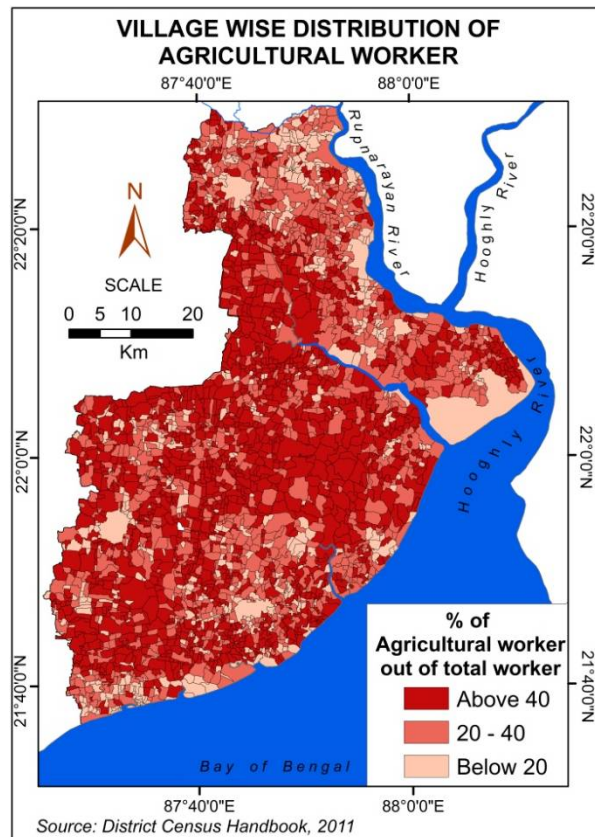 VILLAGE WISE DISTRIBUTION OF
AGRICULTURAL WORKER
87°40'0"E
88°0'0"E
Rupnarayan River
Hooghly River
N
22°20'0"N
22°20'0"N
SCALE
0 5 10 20
Km
22°0'0"N
22°0'0"N
Hooghly River
% of
Agricultural worker
out of total worker
Above 40
20 - 40
Below 20
21°40'0"N
21°40'0"N
Bay of Bengal
87°40'0"E
88°0'0"E
Source: District Census Handbook, 2011